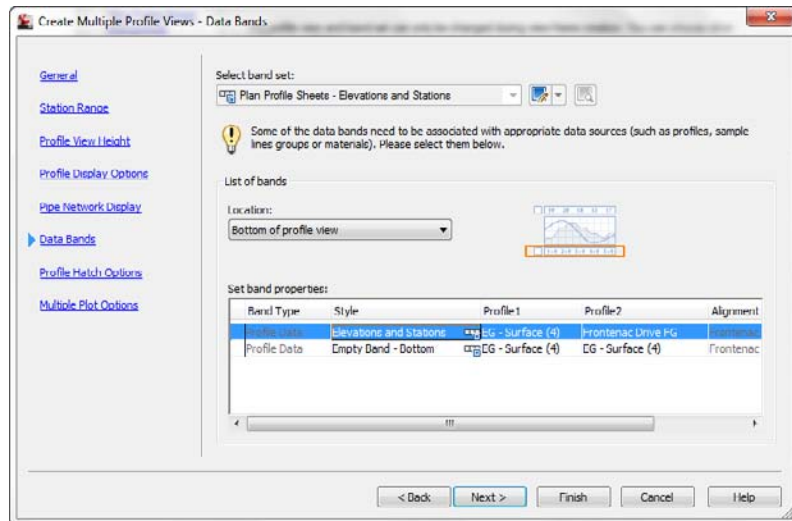 Create Multiple Profile Views - Data Bands
General
Station Range
Profile View Height
Profile Display Options
Pipe Network Display
Data Bands
Profile Hatch Options
Multiple Plot Options
Select band set:
Plan Profile Sheets - Elevations and Stations
Some of the data bands need to be associated with appropriate data sources (such as profiles, sample
lines groups or materials). Please select them below.
List of bands
Location:
Bottom of profile view
Set band properties:
Band Type Style Profile1 Profile2 Alignment
Profile Data Elevations and Stations EG - Surface (4) Frontenac Drive FG Frontenac
Profile Data Empty Band - Bottom EG - Surface (4) EG - Surface (4) Frontenac
< Back Next > Finish Cancel Help